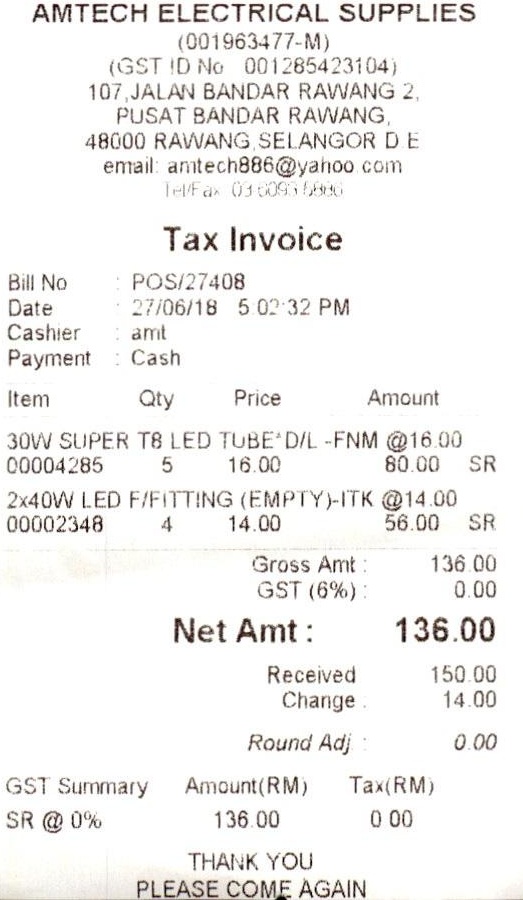 AMTECH ELECTRICAL SUPPLIES
(001963477-M)
(GST ID No 001285423104)
107,JALAN BANDAR RAWANG 2,
PUSAT BANDAR RAWANG,
48000 RAWANG,SELANGOR D.E
email: amtech886@yahoo.com
Tel/Fax 03 6093 6886
Tax Invoice
Bill No : POS/27408
Date : 27/06/18 5:02:32 PM
Cashier : amt
Payment : Cash
Item Qty Price Amount
30W SUPER T8 LED TUBE*D/L -FNM @16.00
00004285 5 16.00 80.00 SR
2x40W LED F/FITTING (EMPTY)-ITK @14.00
00002348 4 14.00 56.00 SR
Gross Amt : 136.00
GST (6%) : 0.00
Net Amt : 136.00
Received 150.00
Change : 14.00
Round Adj : 0.00
GST Summary Amount(RM) Tax(RM)
SR @ 0% 136.00 0.00
THANK YOU
PLEASE COME AGAIN